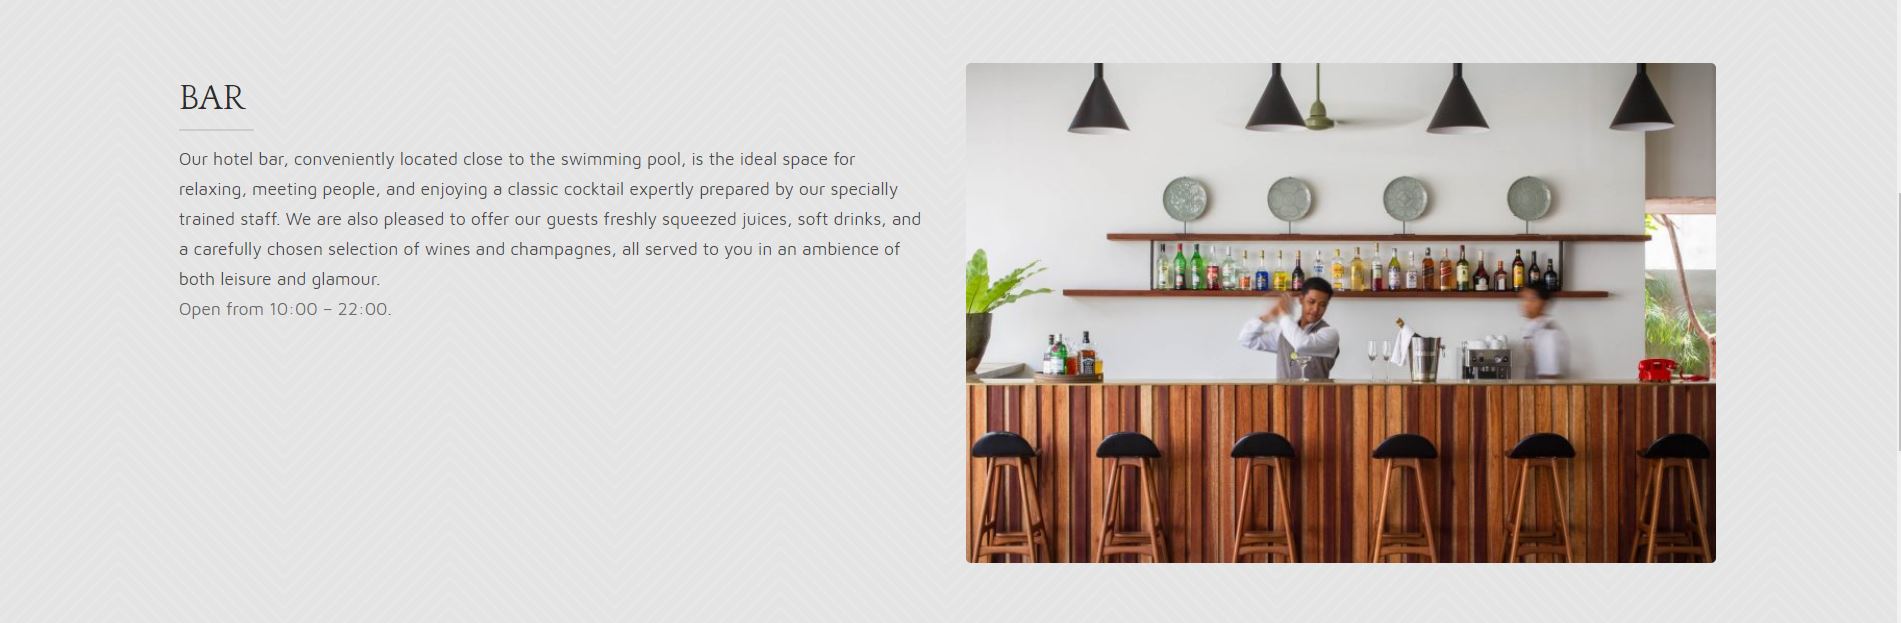 BAR
Our hotel bar, conveniently located close to the swimming pool, is the ideal space for
relaxing, meeting people, and enjoying a classic cocktail expertly prepared by our specially
trained staff. We are also pleased to offer our guests freshly squeezed juices, soft drinks, and
a carefully chosen selection of wines and champagnes, all served to you in an ambience of
both leisure and glamour.
Open from 10:00 – 22:00.